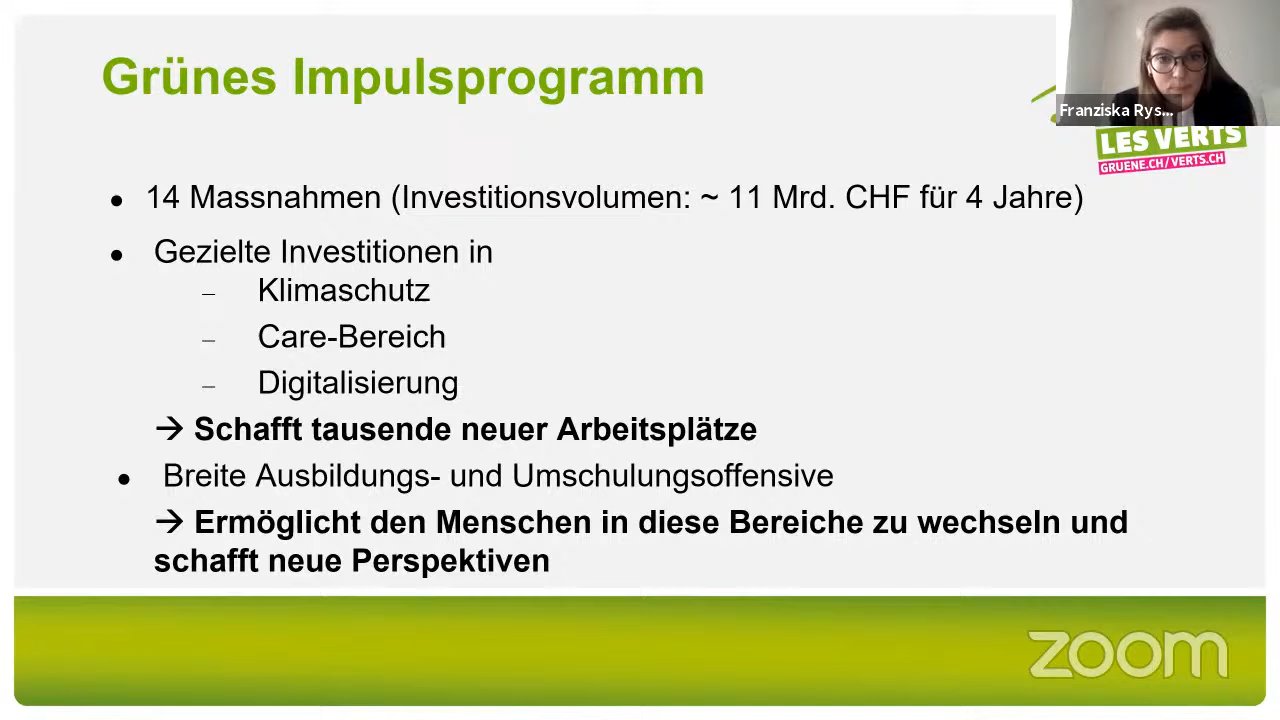 Grünes Impulsprogramm
Franziska Rys...
LES VERTS
GRUENE.CH/VERTS.CH
● 14 Massnahmen (Investitionsvolumen: ~ 11 Mrd. CHF für 4 Jahre)
● Gezielte Investitionen in
– Klimaschutz
– Care-Bereich
– Digitalisierung
→ Schafft tausende neuer Arbeitsplätze
● Breite Ausbildungs- und Umschulungsoffensive
→ Ermöglicht den Menschen in diese Bereiche zu wechseln und
schafft neue Perspektiven
zoom